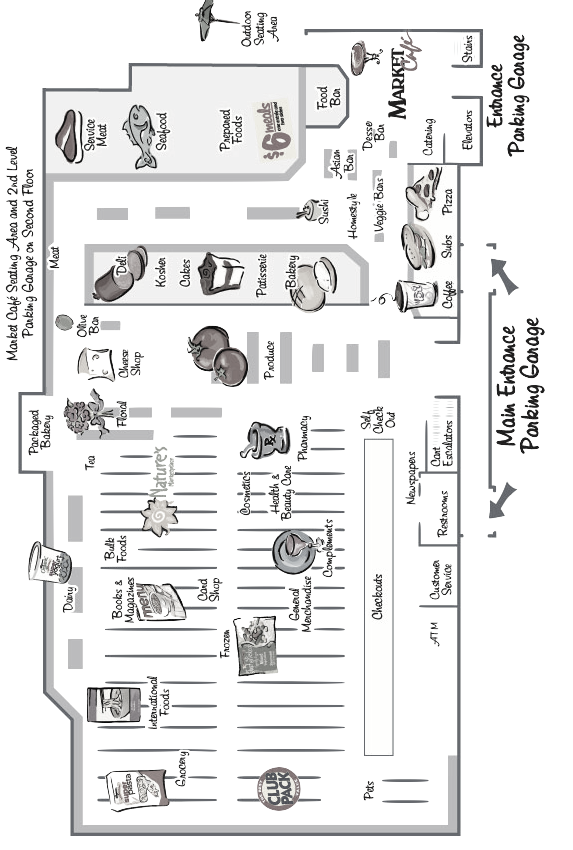 Market Café Seating Area and 2nd Level
Parking Garage on Second Floor
Outdoor
Seating
Area
Stairs
MARKET
Café
Entrance
Parking Garage
Food
Bar
Service
Meat
Seafood
Prepared
Foods
$6 meals
Desse
Bar
Catering
Elevators
Asian
Bar
Meat
Sushi
Homestyle
Veggie Bars
Pizza
Deli
Kosher
Cakes
Patisserie
Bakery
Subs
Coffee
Olive
Bar
Cheese
Shop
Produce
Main Entrance
Parking Garage
Packaged
Bakery
Floral
Tea
Nature's
Marketplace
Pharmacy
Self
Check
Out
Cart
Escalators
Cosmetics
Health &
Beauty Care
Newspapers
Restrooms
Dairy
Bulk
Foods
Books &
Magazines
Card
Shop
Complements
General
Merchandise
Checkouts
Customer
Service
ATM
Frozen
International
Foods
Grocery
CLUB
PACK
Pets